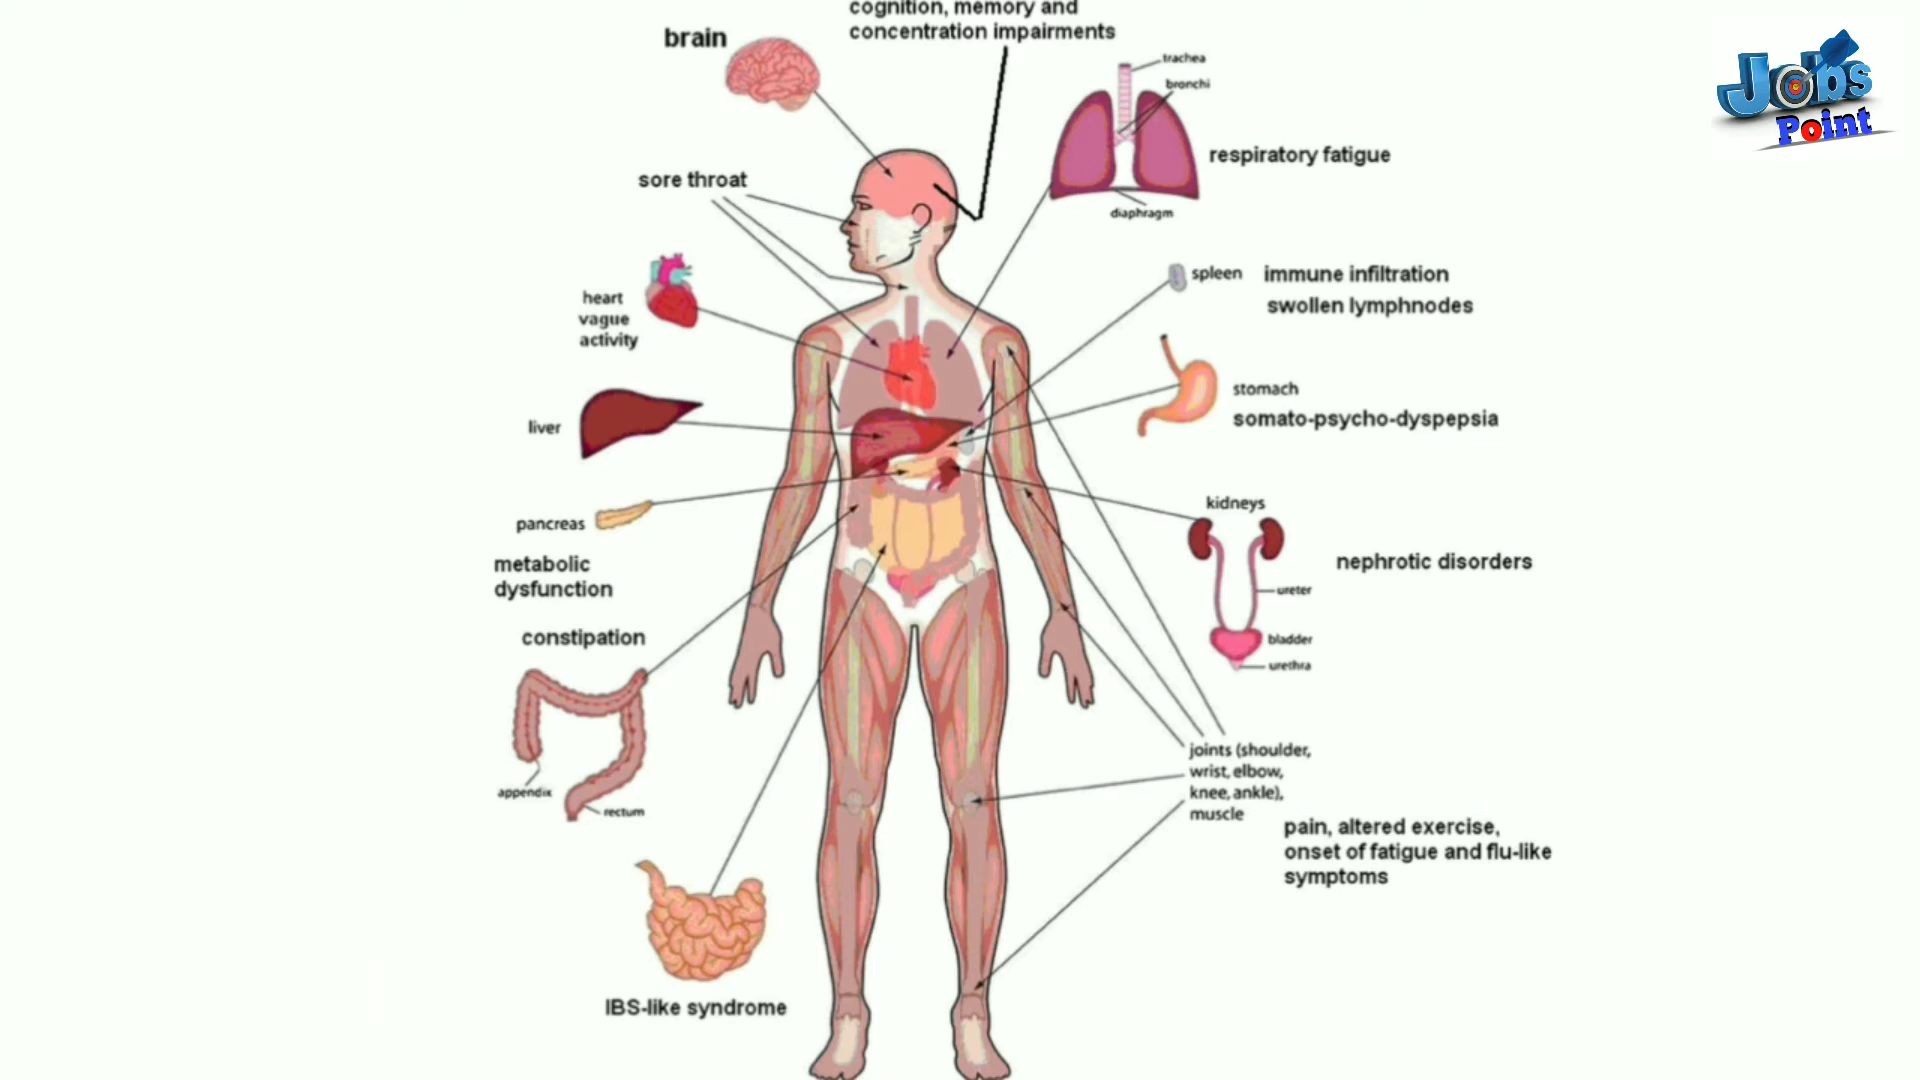 cognition, memory and
concentration impairments
brain
trachea
bronchi
Jobs
Point
respiratory fatigue
sore throat
diaphragm
spleen
immune infiltration
swollen lymphnodes
heart
vague
activity
stomach
somato-psycho-dyspepsia
liver
kidneys
pancreas
nephrotic disorders
metabolic
dysfunction
ureter
constipation
bladder
urethra
joints (shoulder,
wrist, elbow,
knee, ankle),
muscle
appendix
rectum
pain, altered exercise,
onset of fatigue and flu-like
symptoms
IBS-like syndrome